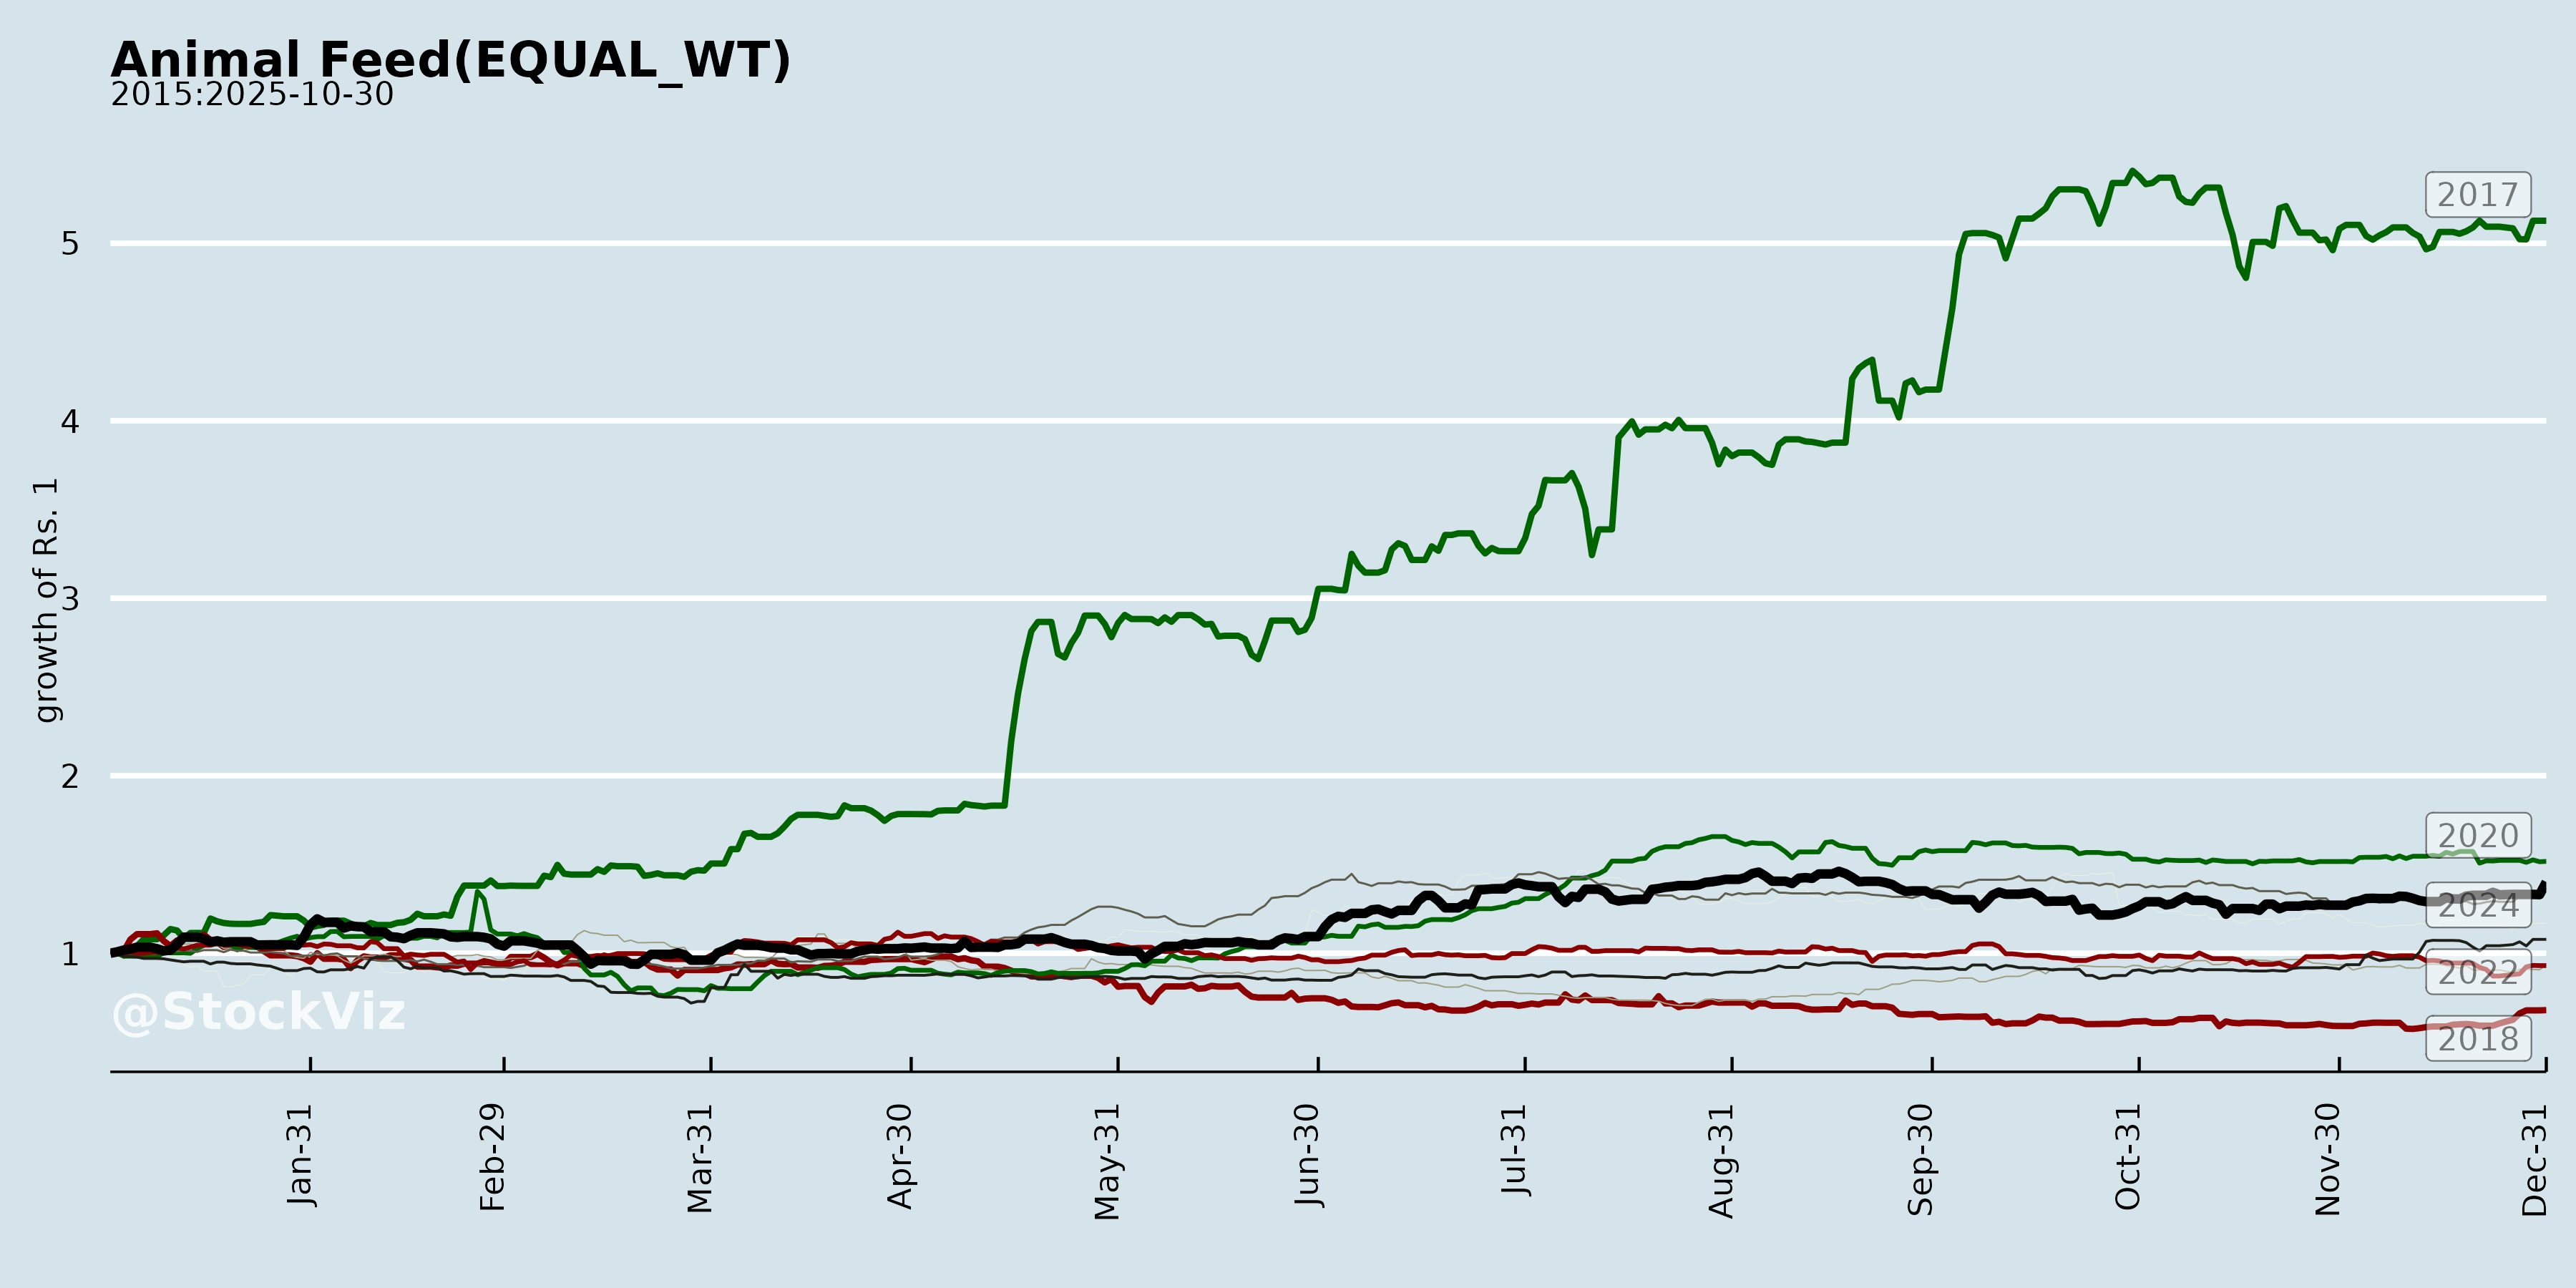 Animal Feed(EQUAL_WT)
2015:2025-10-30
growth of Rs. 1
5
4
3
2
1
2017
2020
2024
2022
2018
@StockViz
Jan-31
Feb-29
Mar-31
Apr-30
May-31
Jun-30
Jul-31
Aug-31
Sep-30
Oct-31
Nov-30
Dec-31